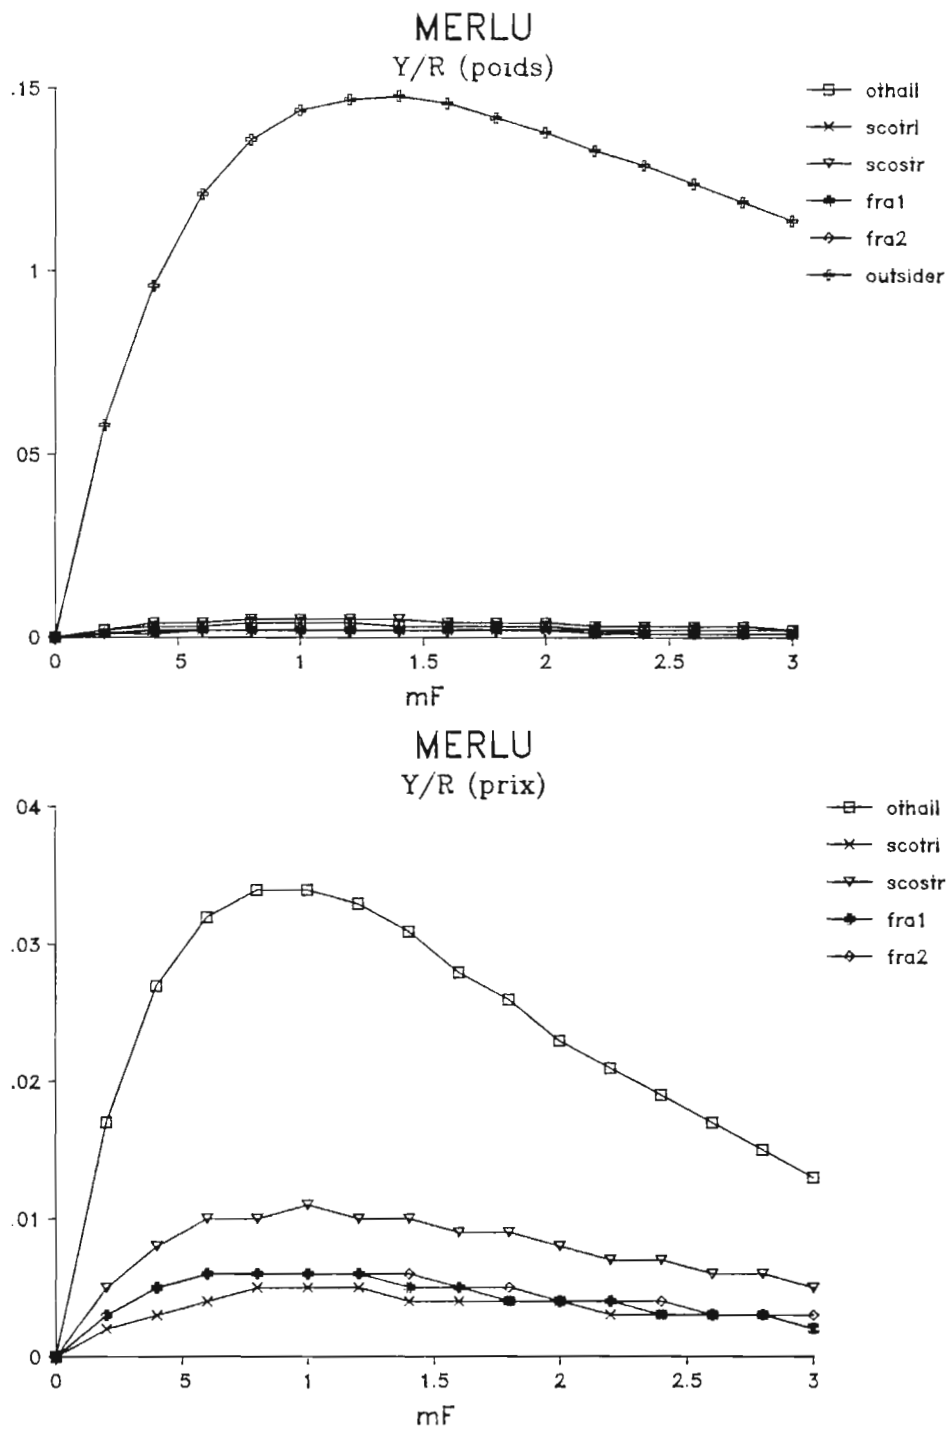 MERLU
Y/R (poids)
.15
1
05
0
0 5 1 1.5 2 2.5 3
mF
othail
scotri
scostr
fra1
fra2
outsider
MERLU
Y/R (prix)
04
.03
.02
.01
0
0 5 1 1.5 2 2.5 3
mF
othail
scotri
scostr
fra1
fra2